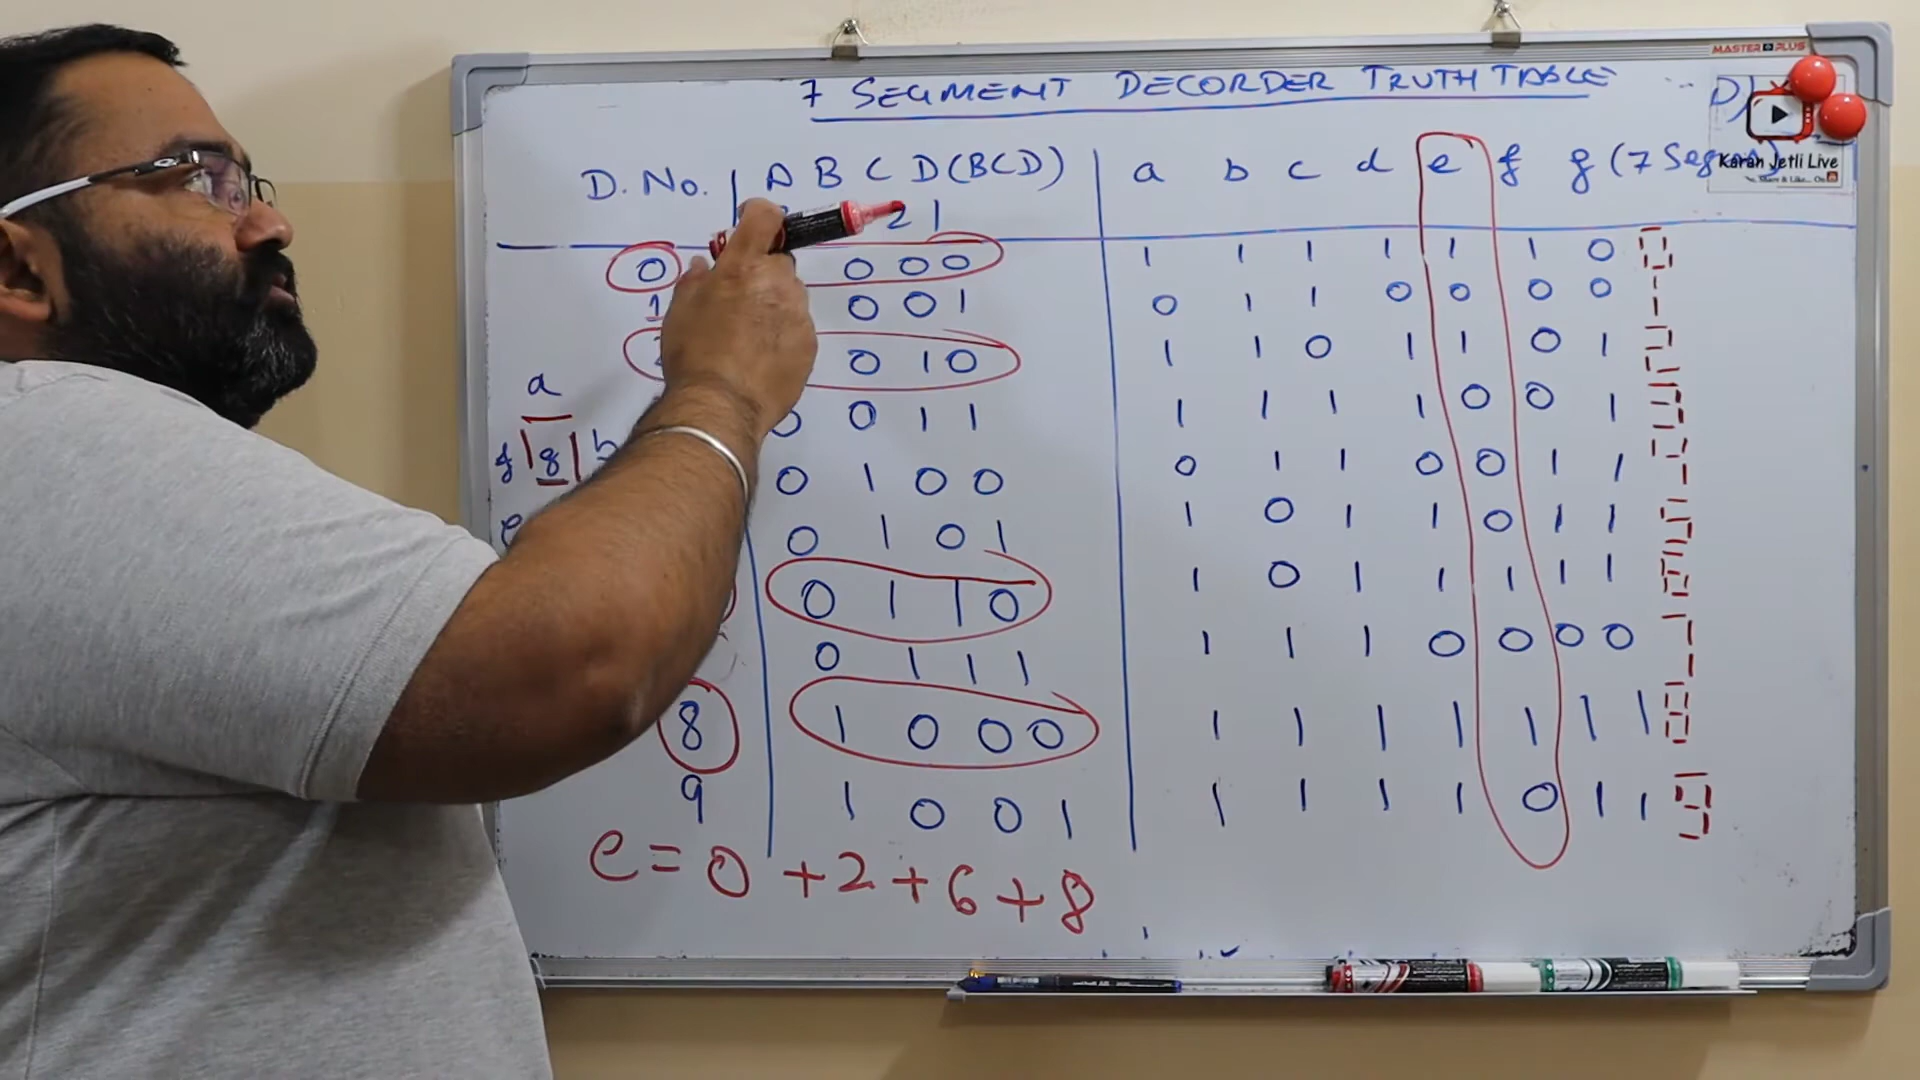 7 SEGMENT DECORDER TRUTH TABLE
MASTER PLUS
Karan Jetli Live
D. No. A B C D (BCD) a b c d e f g (7 Seg
2 1
0 0 0 0 1 1 1 1 1 1 0
1 0 0 1 0 1 1 0 0 0 0
0 1 0 1 1 0 1 1 0 1
0 0 1 1 1 1 1 1 0 0 1
0 1 0 0 0 1 1 0 0 1 1
0 1 0 1 1 0 1 1 0 1 1
0 1 1 0 1 0 1 1 1 1 1
0 1 1 1 1 1 1 0 0 0 0
8 1 0 0 0 1 1 1 1 1 1 1
9 1 0 0 1 1 1 1 1 0 1 1
a
f g b
e
e = 0 + 2 + 6 + 8